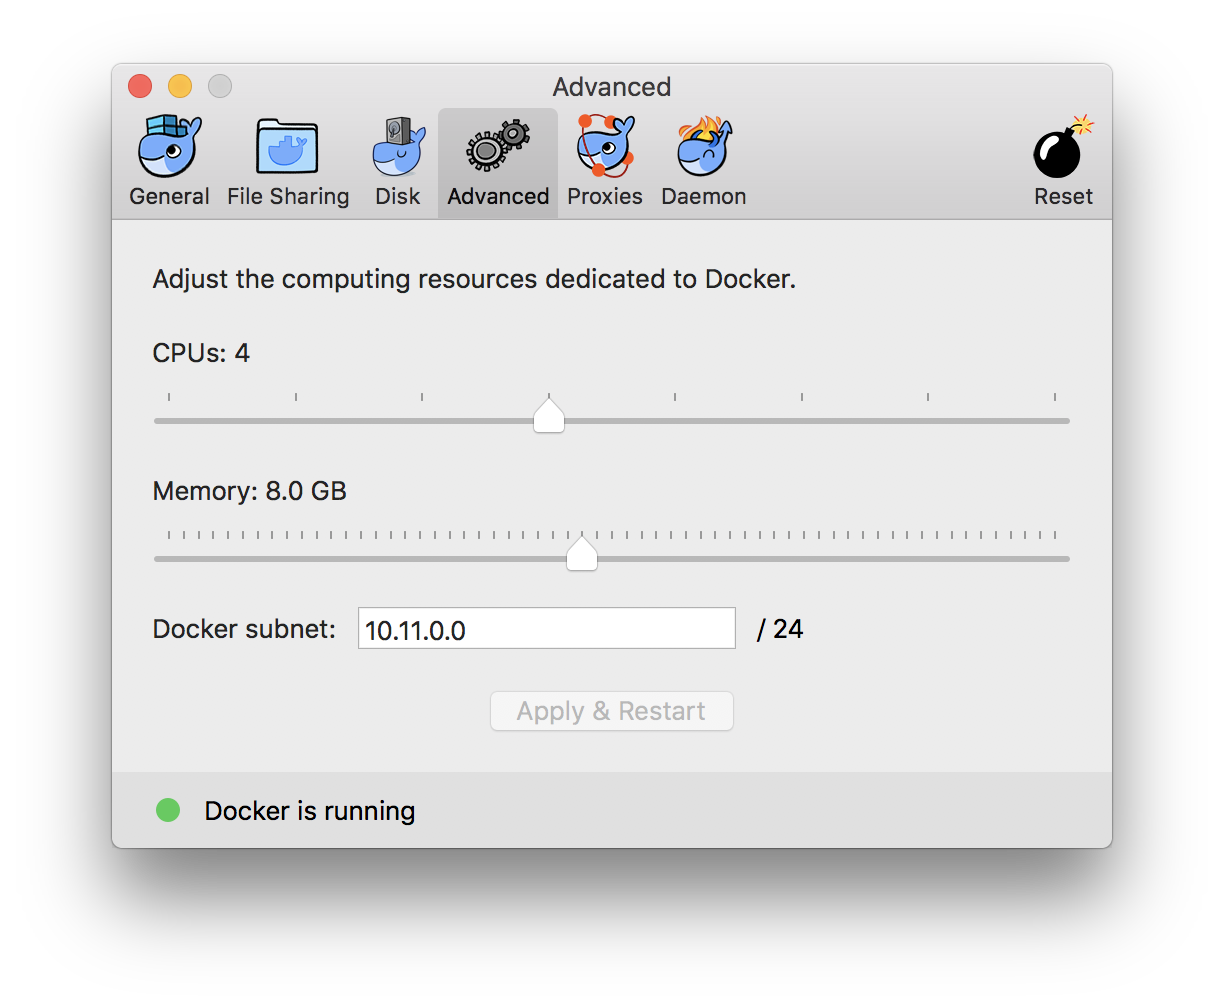 Advanced
General File Sharing Disk Advanced Proxies Daemon Reset
Adjust the computing resources dedicated to Docker.
CPUs: 4
Memory: 8.0 GB
Docker subnet: 10.11.0.0 / 24
Apply & Restart
Docker is running